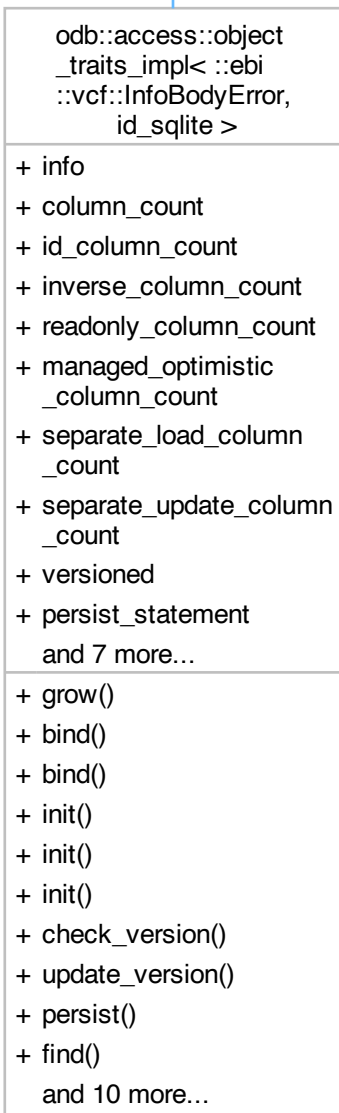 odb::access::object
_traits_impl< ::ebi
::vcf::InfoBodyError,
id_sqlite >
+ info
+ column_count
+ id_column_count
+ inverse_column_count
+ readonly_column_count
+ managed_optimistic
_column_count
+ separate_load_column
_count
+ separate_update_column
_count
+ versioned
+ persist_statement
and 7 more...
+ grow()
+ bind()
+ bind()
+ init()
+ init()
+ init()
+ check_version()
+ update_version()
+ persist()
+ find()
and 10 more...